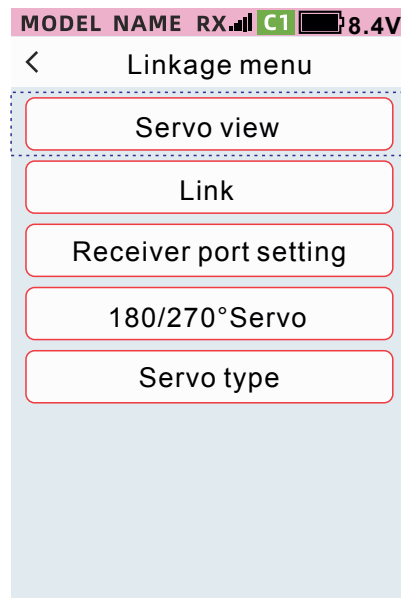 MODEL NAME RX C1 8.4V
< Linkage menu
Servo view
Link
Receiver port setting
180/270°Servo
Servo type